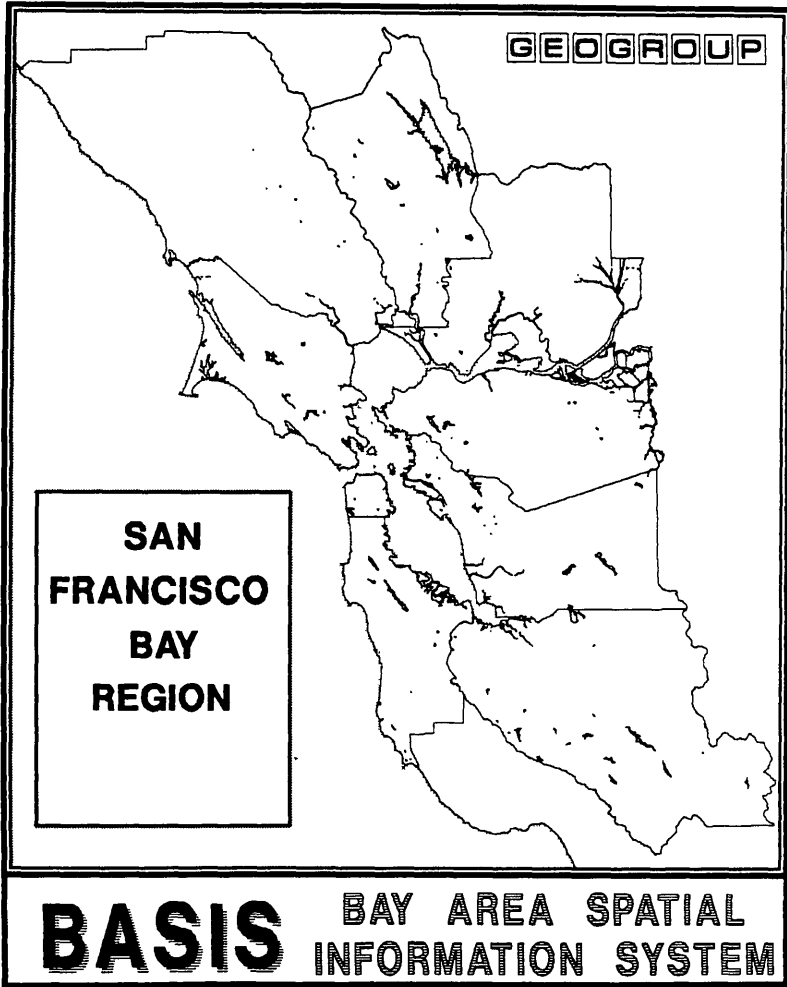 GEOGROUP
SAN
FRANCISCO
BAY
REGION
BASIS
BAY AREA SPATIAL
INFORMATION SYSTEM